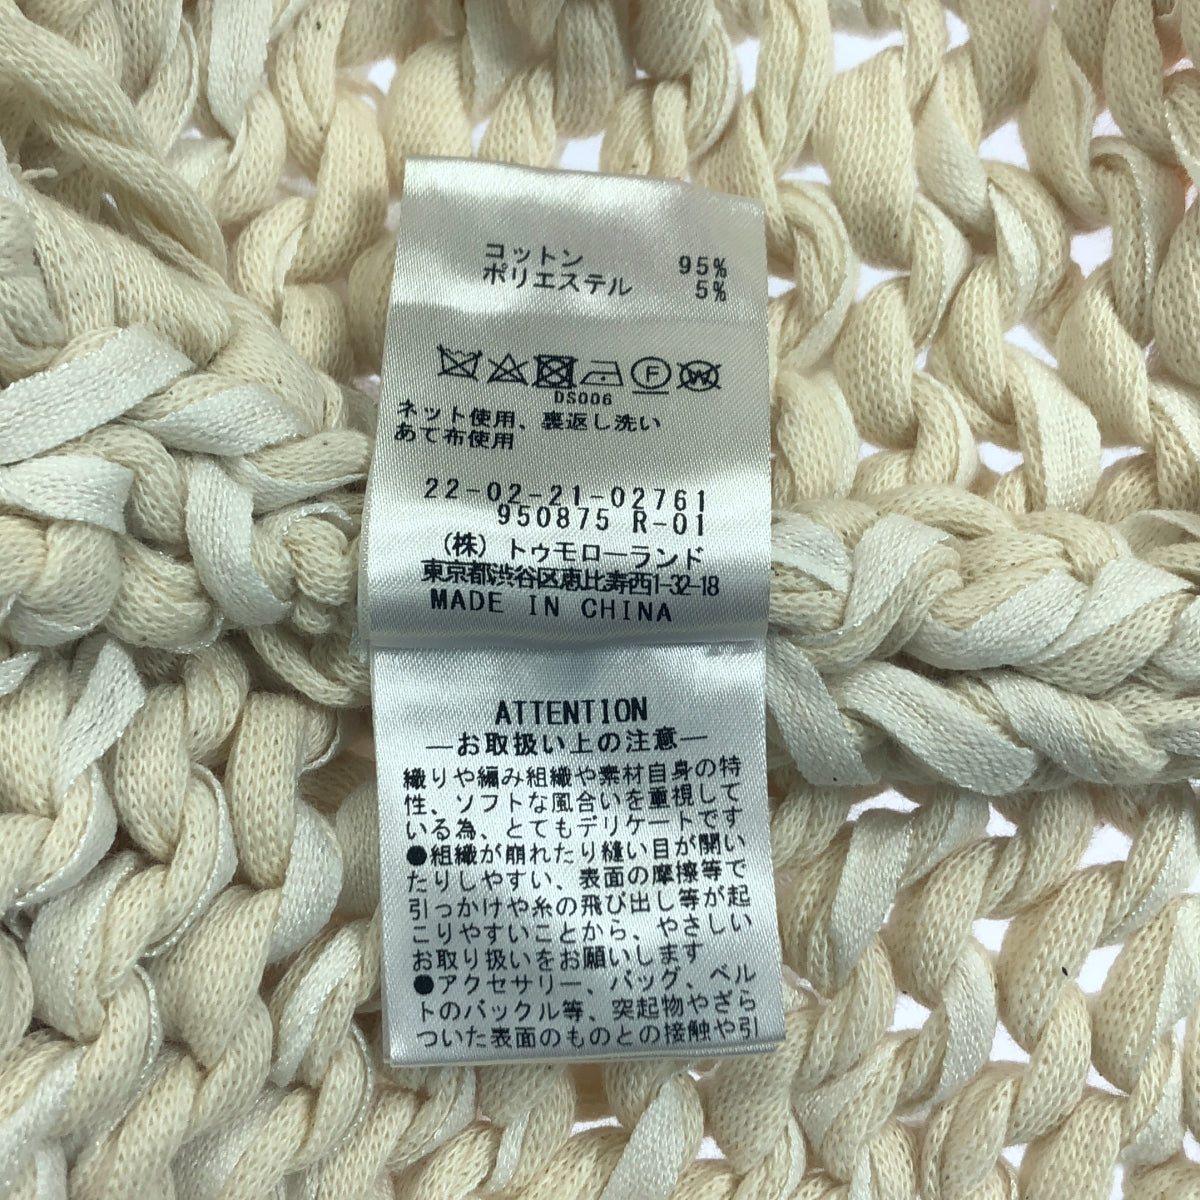 コットン 95%
ポリエステル 5%
F W
DS006
ネット使用、裏返し洗い
あて布使用
22-02-21-02761
950875 R-01
(株) トゥモローランド
東京都渋谷区恵比寿西1-32-18
MADE IN CHINA
ATTENTION
―お取扱い上の注意―
織りや編み組織や素材自身の特
性、ソフトな風合いを重視して
いる為、とてもデリケートです
●組織が崩れたり縫い目が開い
たりしやすい、表面の摩擦等で
引っかけや糸の飛び出し等が起
こりやすいことから、やさしい
お取り扱いをお願いします
●アクセサリー、バッグ、ベル
トのバックル等、突起物やざら
ついた表面のものとの接触や引